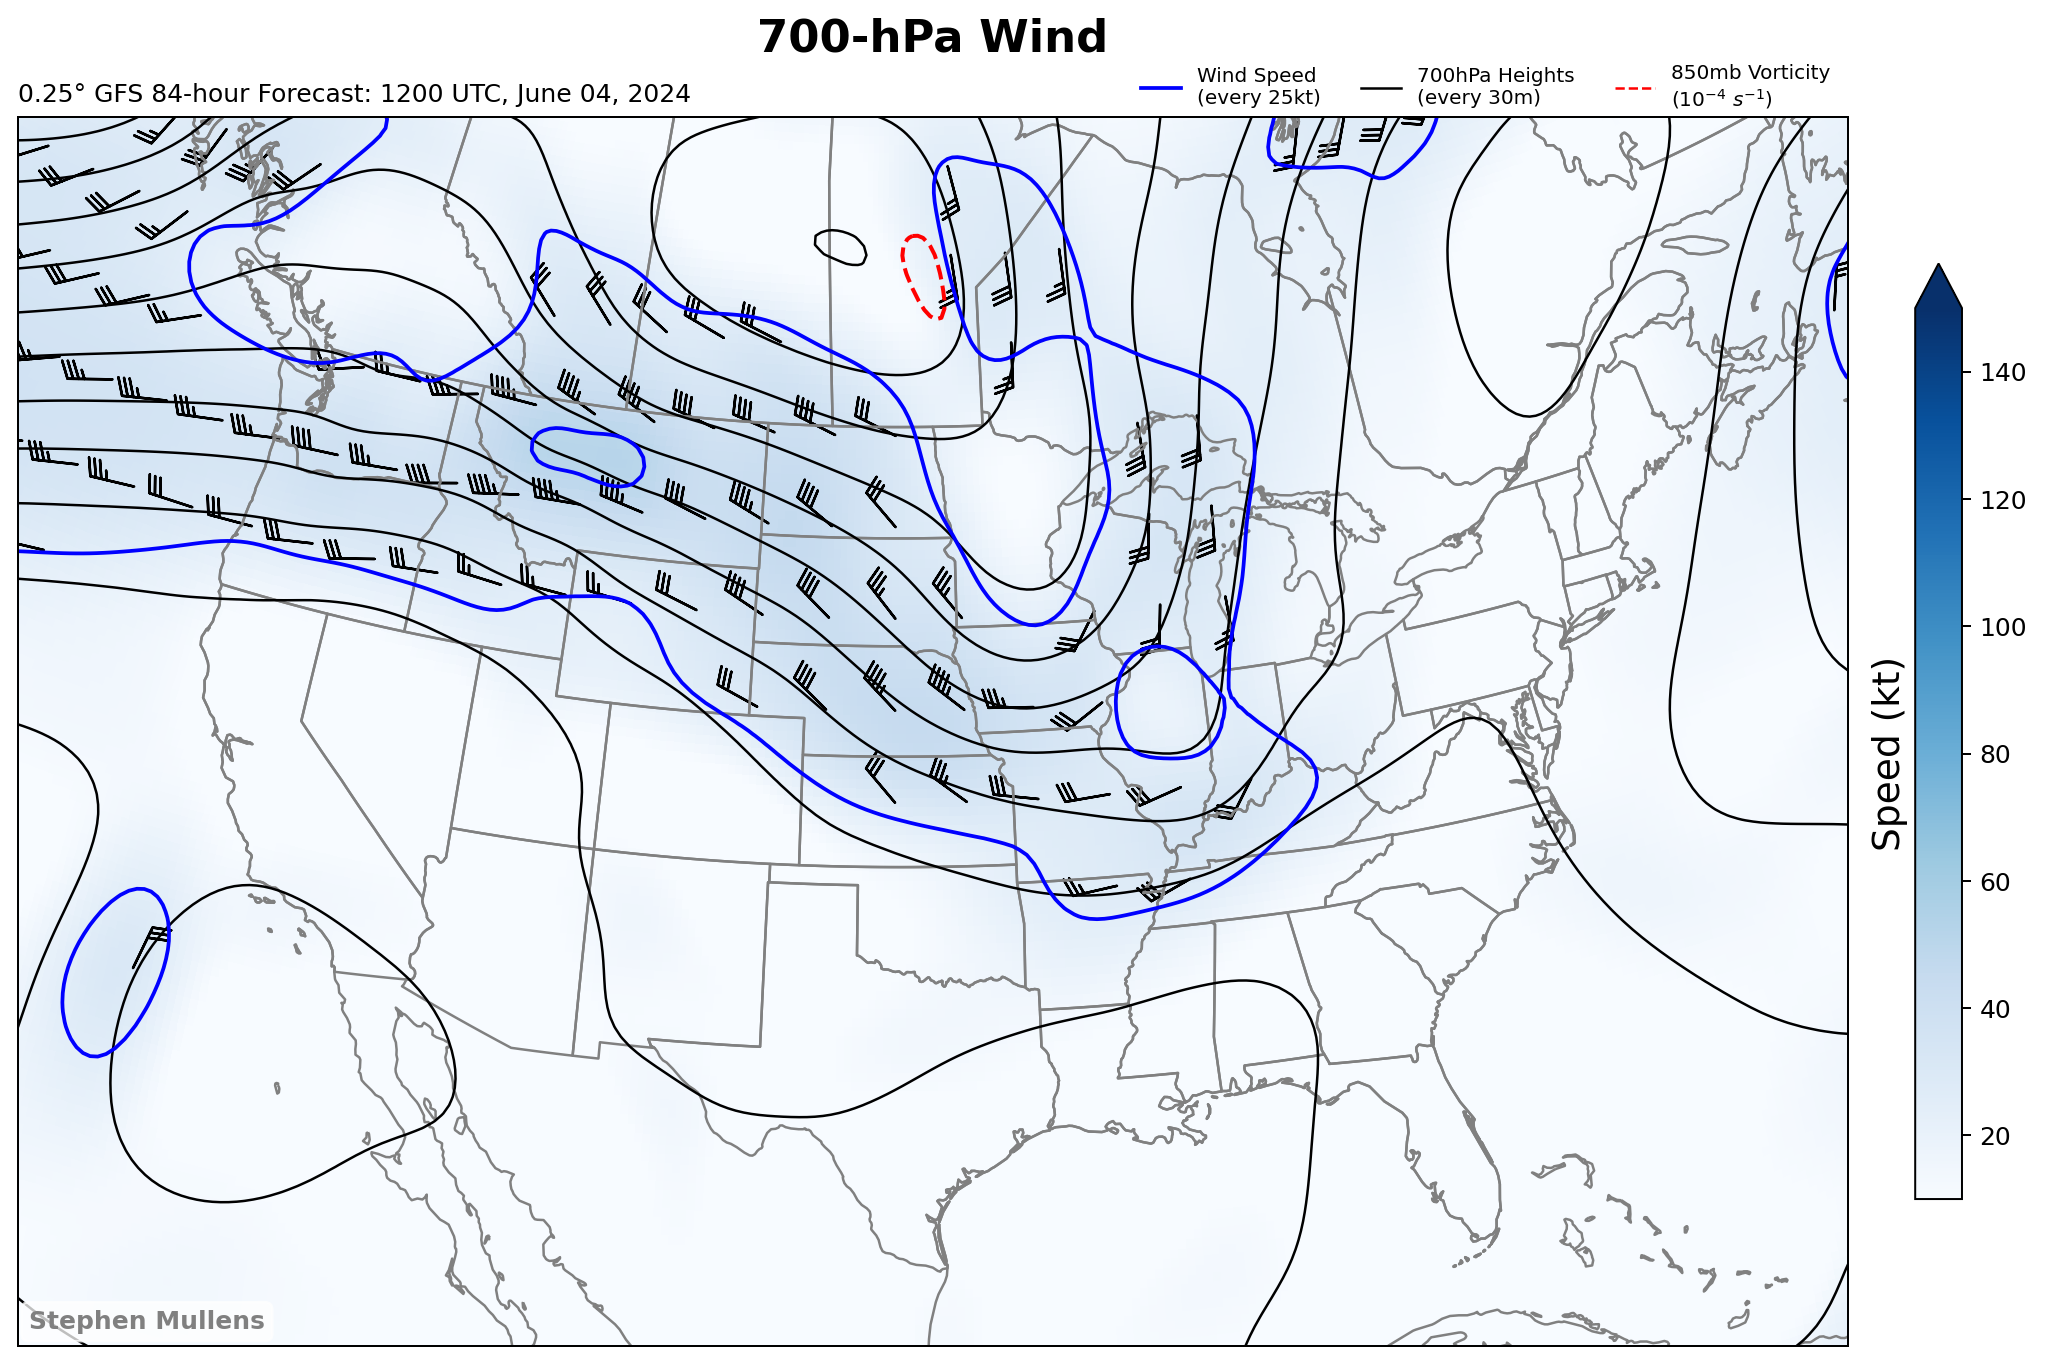 700-hPa Wind
0.25° GFS 84-hour Forecast: 1200 UTC, June 04, 2024
Wind Speed
(every 25kt)
700hPa Heights
(every 30m)
850mb Vorticity
(10⁻⁴ s⁻¹)
140
120
100
80
60
40
20
Speed (kt)
Stephen Mullens